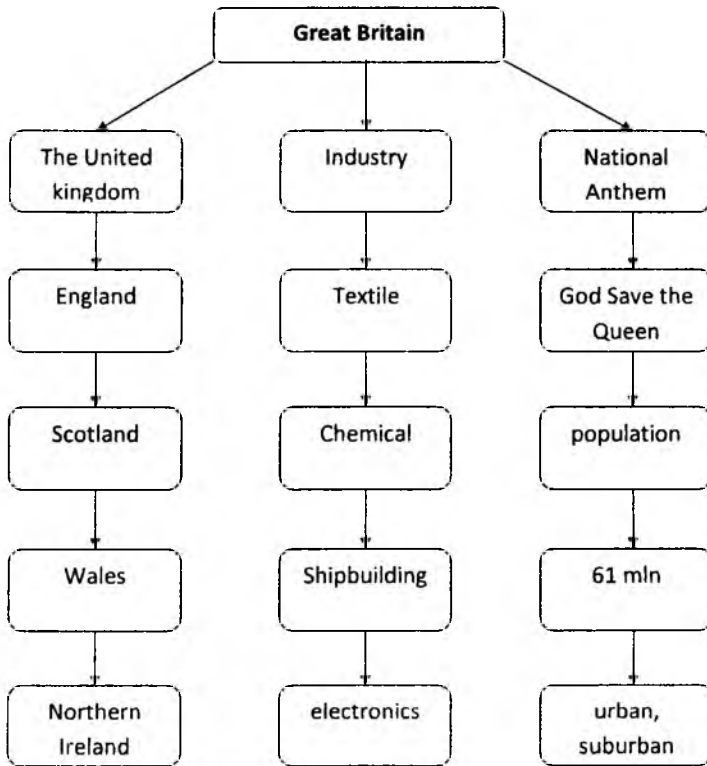 Great Britain
The United
kingdom
Industry
National
Anthem
England
Textile
God Save the
Queen
Scotland
Chemical
population
Wales
Shipbuilding
61 mln
Northern
Ireland
electronics
urban,
suburban